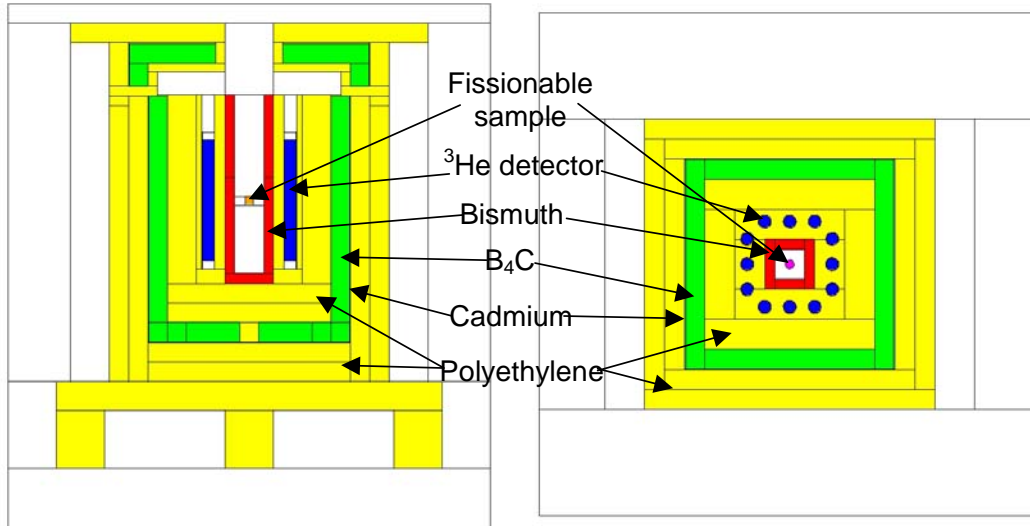 Fissionable
sample
³He detector
Bismuth
B₄C
Cadmium
Polyethylene